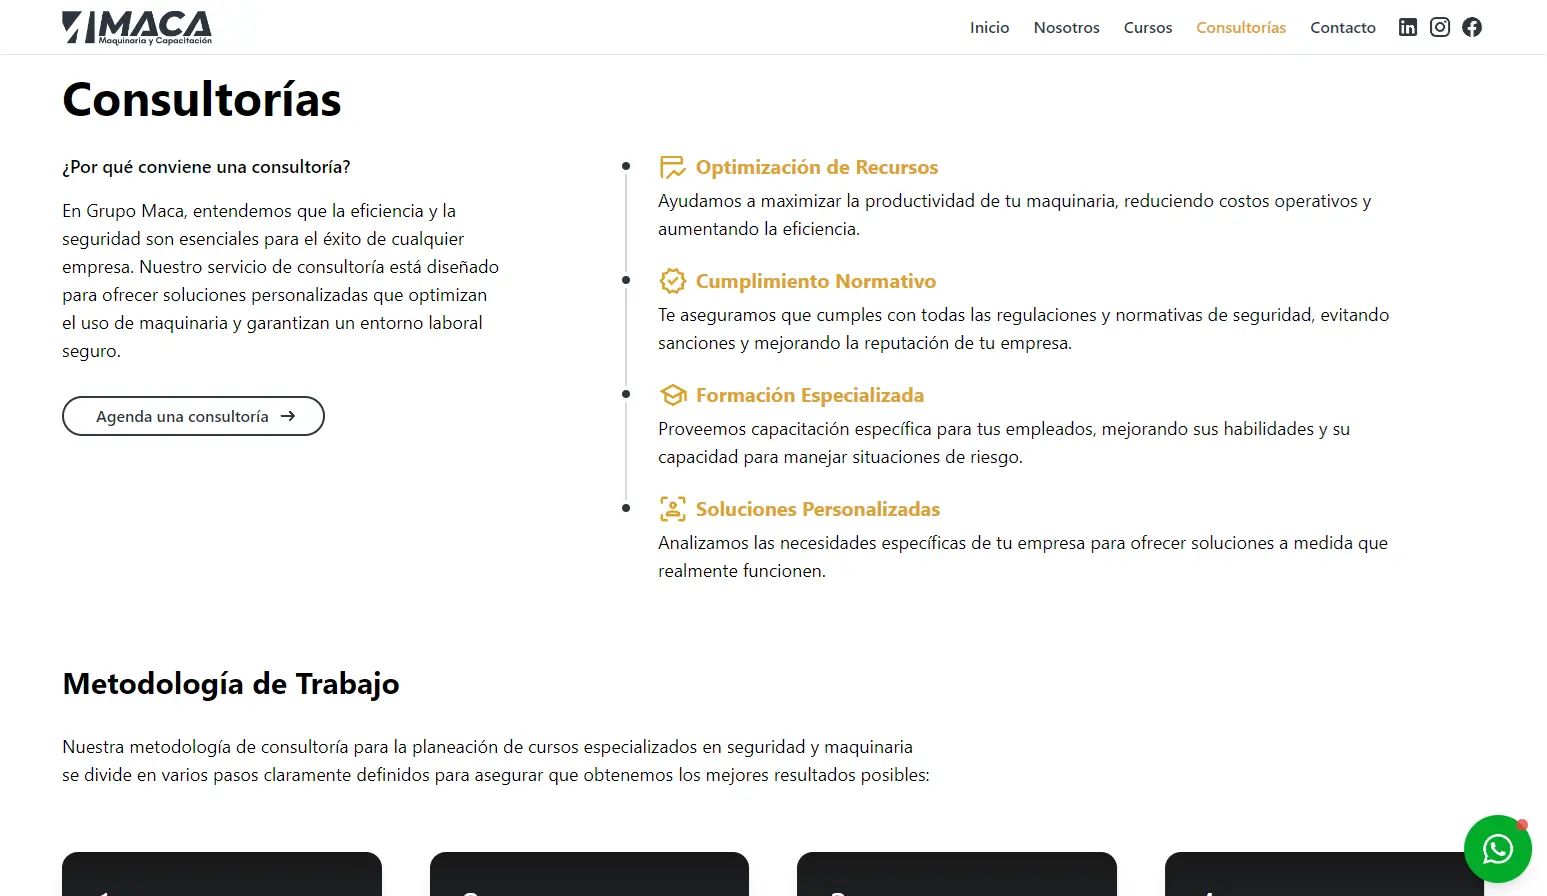 MACA
Maquinaria y Capacitación
Inicio
Nosotros
Cursos
Consultorías
Contacto
Consultorías
¿Por qué conviene una consultoría?
En Grupo Maca, entendemos que la eficiencia y la
seguridad son esenciales para el éxito de cualquier
empresa. Nuestro servicio de consultoría está diseñado
para ofrecer soluciones personalizadas que optimizan
el uso de maquinaria y garantizan un entorno laboral
seguro.
Agenda una consultoría →
Optimización de Recursos
Ayudamos a maximizar la productividad de tu maquinaria, reduciendo costos operativos y
aumentando la eficiencia.
Cumplimiento Normativo
Te aseguramos que cumples con todas las regulaciones y normativas de seguridad, evitando
sanciones y mejorando la reputación de tu empresa.
Formación Especializada
Proveemos capacitación específica para tus empleados, mejorando sus habilidades y su
capacidad para manejar situaciones de riesgo.
Soluciones Personalizadas
Analizamos las necesidades específicas de tu empresa para ofrecer soluciones a medida que
realmente funcionen.
Metodología de Trabajo
Nuestra metodología de consultoría para la planeación de cursos especializados en seguridad y maquinaria
se divide en varios pasos claramente definidos para asegurar que obtenemos los mejores resultados posibles: